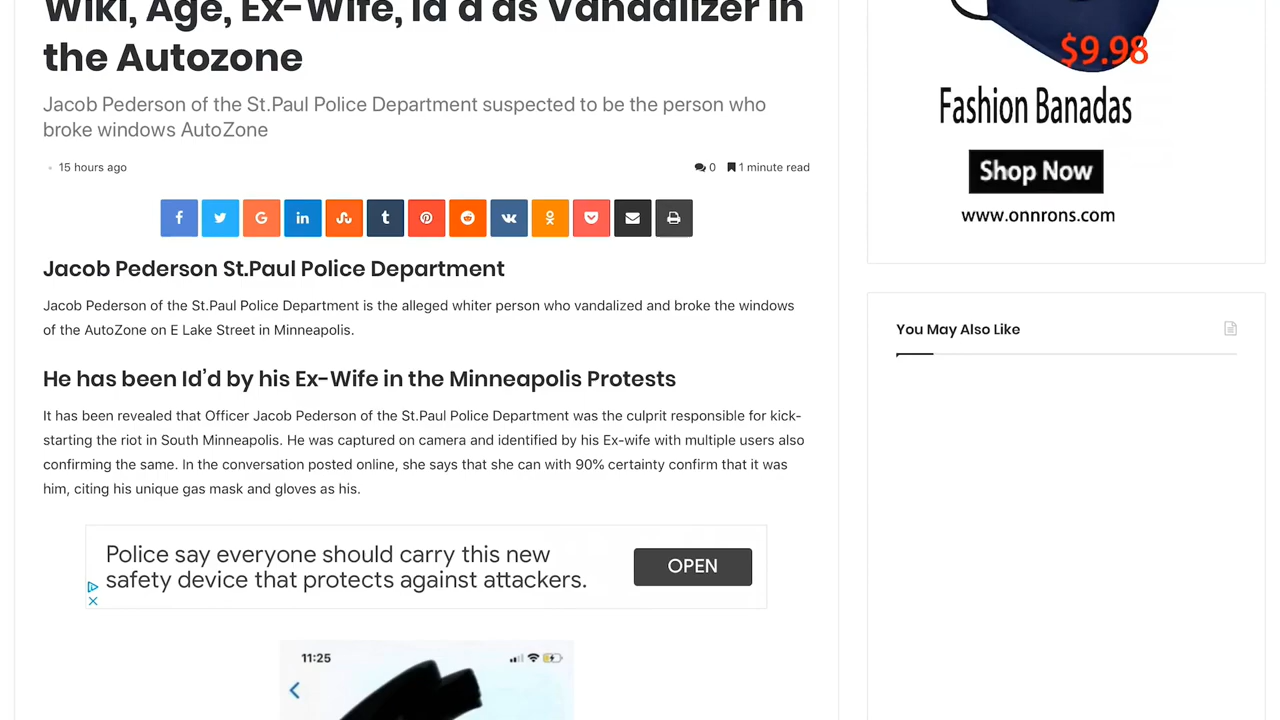 Wiki, Age, Ex-Wife, Id'd as Vandalizer in
the Autozone
Jacob Pederson of the St.Paul Police Department suspected to be the person who
broke windows AutoZone
15 hours ago
0
1 minute read
Jacob Pederson St.Paul Police Department
Jacob Pederson of the St.Paul Police Department is the alleged whiter person who vandalized and broke the windows
of the AutoZone on E Lake Street in Minneapolis.
He has been Id’d by his Ex-Wife in the Minneapolis Protests
It has been revealed that Officer Jacob Pederson of the St.Paul Police Department was the culprit responsible for kick-
starting the riot in South Minneapolis. He was captured on camera and identified by his Ex-wife with multiple users also
confirming the same. In the conversation posted online, she says that she can with 90% certainty confirm that it was
him, citing his unique gas mask and gloves as his.
Police say everyone should carry this new
safety device that protects against attackers.
OPEN
11:25
$9.98
Fashion Banadas
Shop Now
www.onnrons.com
You May Also Like